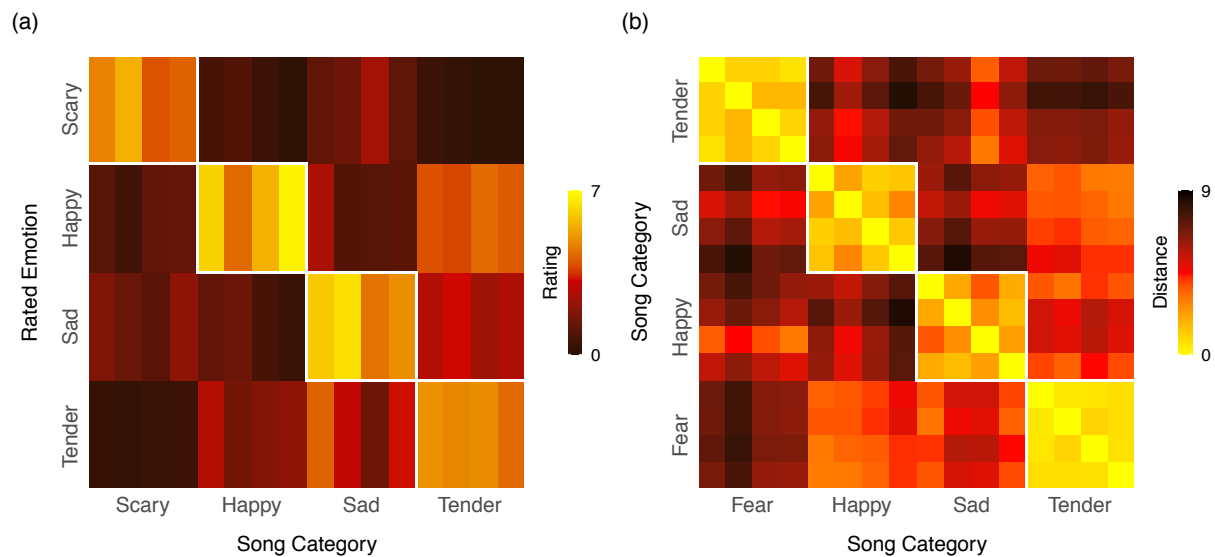 (a)
Rated Emotion
Scary
Happy
Sad
Tender
Scary Happy Sad Tender
Song Category
7
0
Rating
(b)
Song Category
Tender
Sad
Happy
Fear
Fear Happy Sad Tender
Song Category
9
0
Distance